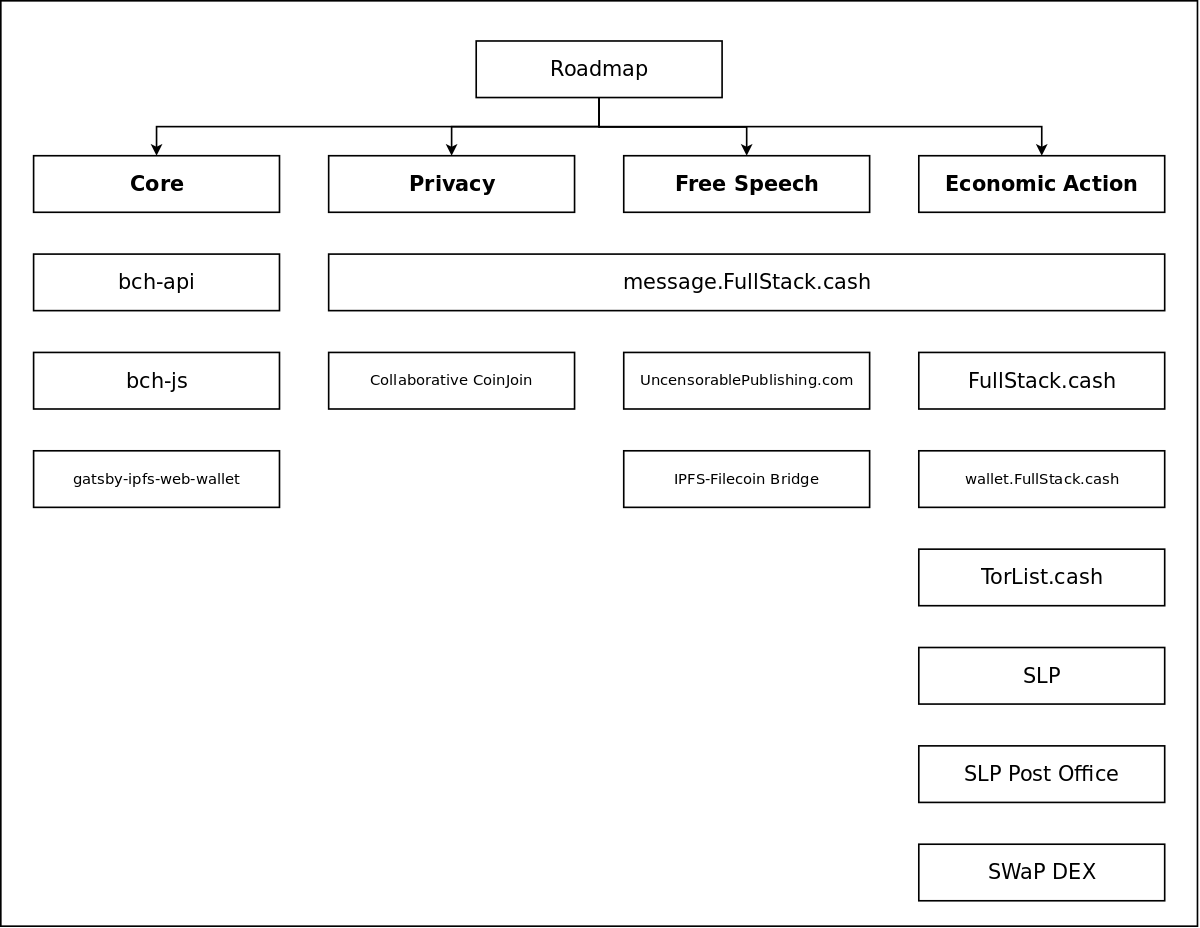 Roadmap
Core
Privacy
Free Speech
Economic Action
bch-api
message.FullStack.cash
bch-js
Collaborative CoinJoin
UncensorablePublishing.com
FullStack.cash
gatsby-ipfs-web-wallet
IPFS-Filecoin Bridge
wallet.FullStack.cash
TorList.cash
SLP
SLP Post Office
SWaP DEX